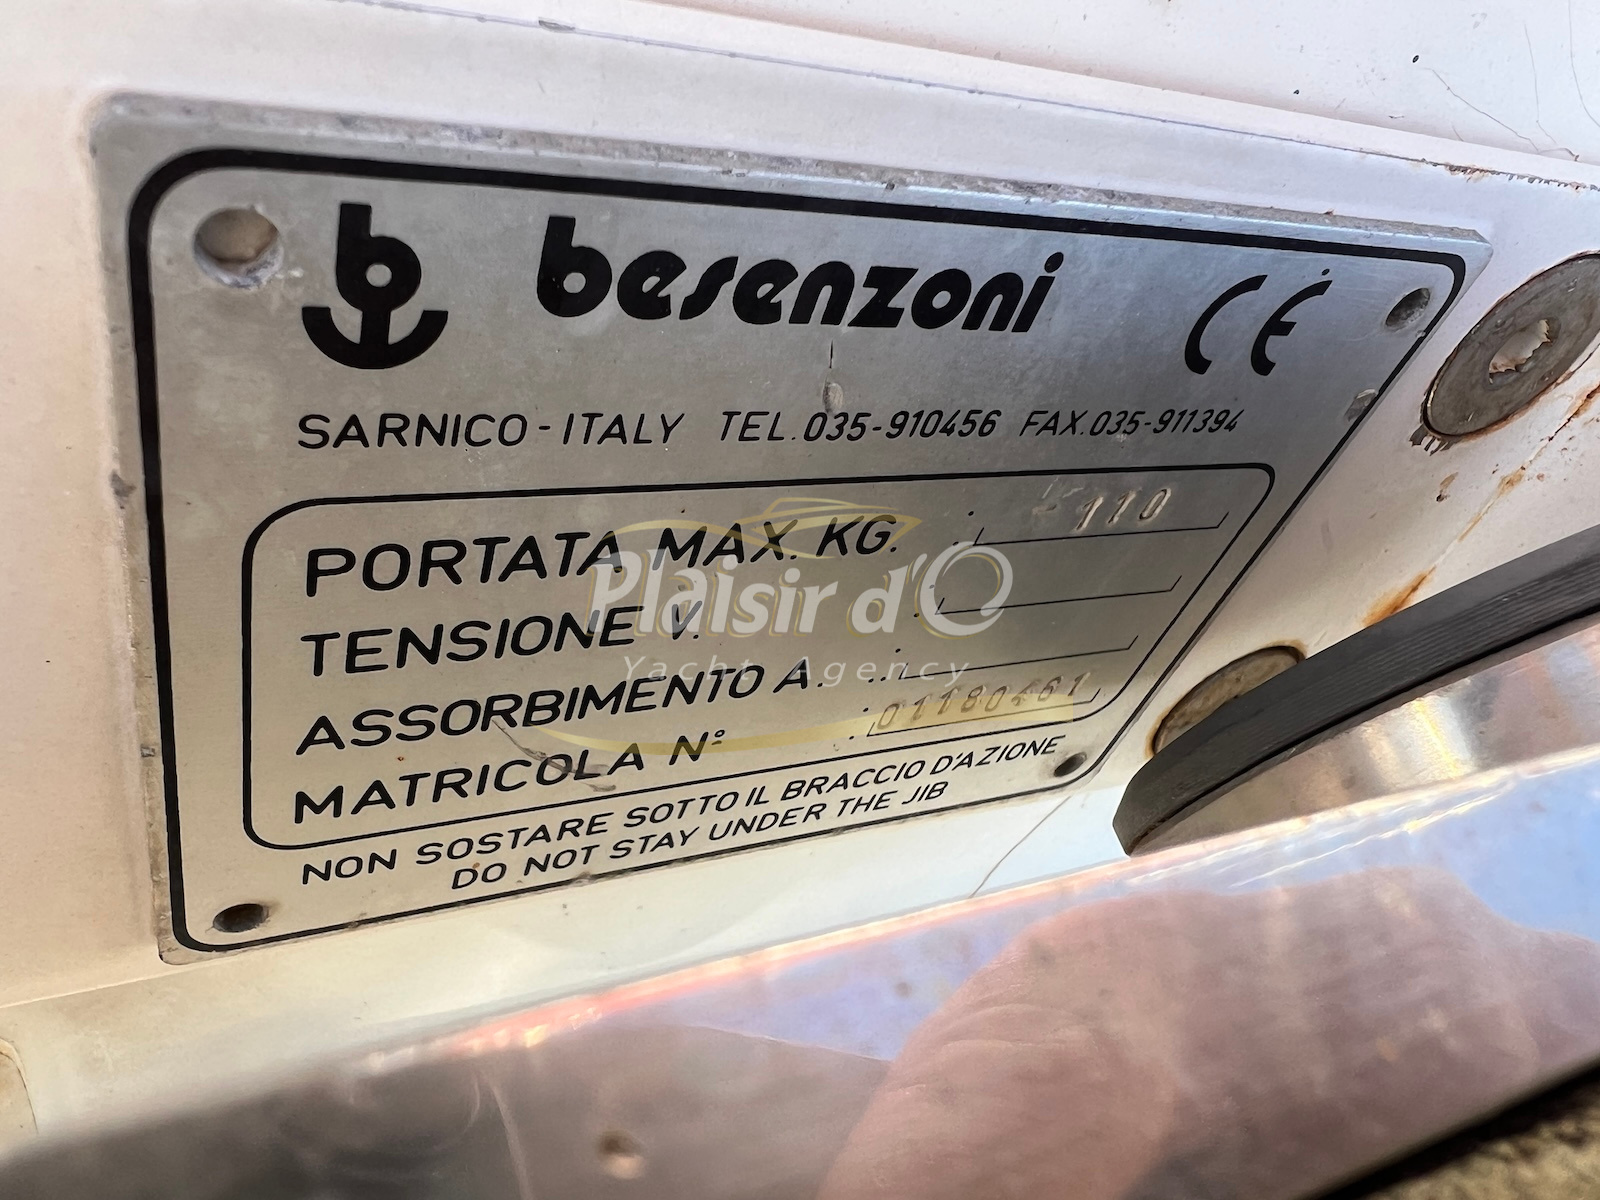 besenzoni CE
SARNICO - ITALY TEL. 035-910456 FAX. 035-911394
PORTATA MAX. KG. 110
TENSIONE V.
ASSORBIMENTO A.
MATRICOLA N° 01180461
NON SOSTARE SOTTO IL BRACCIO D'AZIONE
DO NOT STAY UNDER THE JIB
Plaisir d'O
Yacht Agency